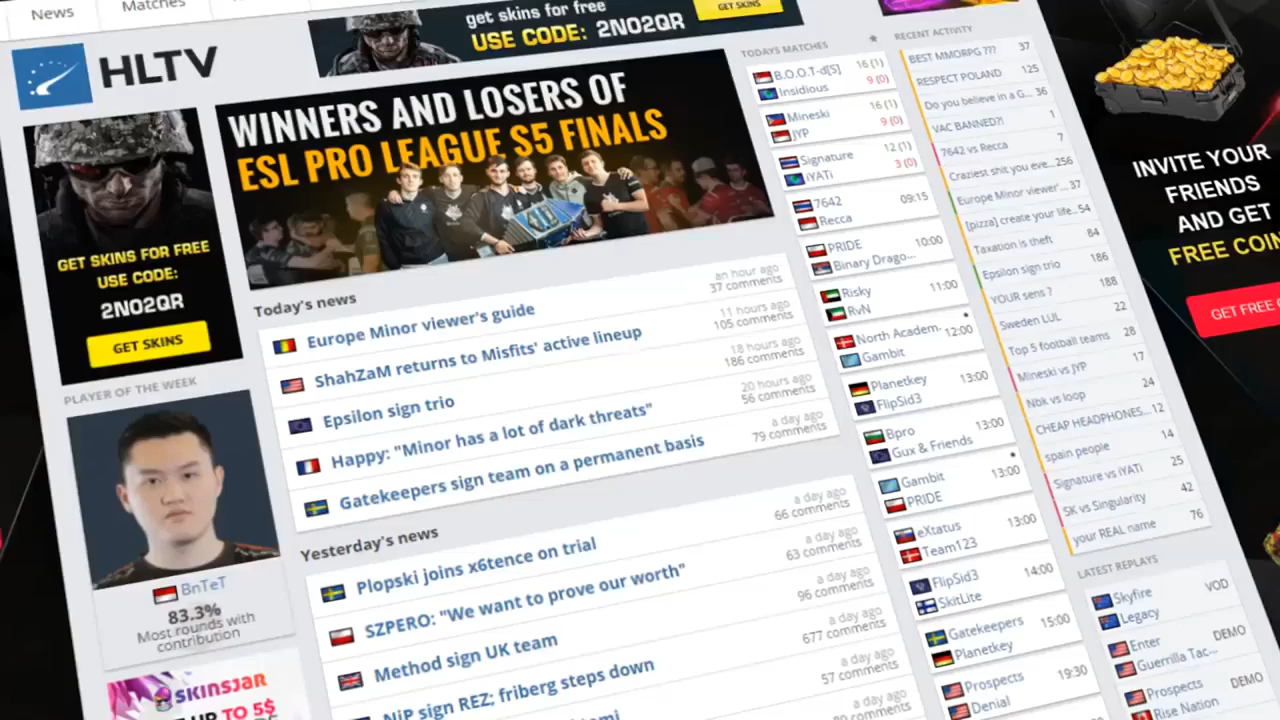 News
Matches
HLTV
get skins for free
USE CODE: 2NO2QR
GET SKINS
GET SKINS FOR FREE
USE CODE:
2NO2QR
GET SKINS
PLAYER OF THE WEEK
BnTeT
83.3%
Most rounds with
contribution
SKINSJAR
UP TO 5$
WINNERS AND LOSERS OF
ESL PRO LEAGUE S5 FINALS
Today's news
Europe Minor viewer's guide
an hour ago
37 comments
ShahZaM returns to Misfits' active lineup
11 hours ago
105 comments
Epsilon sign trio
18 hours ago
186 comments
Happy: "Minor has a lot of dark threats"
20 hours ago
56 comments
Gatekeepers sign team on a permanent basis
a day ago
79 comments
Yesterday's news
Plopski joins x6tence on trial
a day ago
66 comments
SZPERO: "We want to prove our worth"
a day ago
63 comments
Method sign UK team
a day ago
96 comments
NiP sign REZ; friberg steps down
a day ago
677 comments
a day ago
57 comments
a day ago
TODAYS MATCHES
B.O.O.T-d[S] 16 (1)
Insidious 9 (0)
Mineski 16 (1)
JYP 9 (0)
Signature 12 (1)
iYATi 3 (0)
7642
Recca
09:15
PRIDE
Binary Drago...
10:00
Risky
RvN
11:00
North Academ.
Gambit
12:00
Planetkey
FlipSid3
13:00
Bpro
Gux & Friends
13:00
Gambit
PRIDE
13:00
eXtatus
Team123
13:00
FlipSid3
SkitLite
14:00
Gatekeepers
Planetkey
15:00
Prospects
Denial
19:30
RECENT ACTIVITY
BEST MMORPG ??? 37
RESPECT POLAND 125
Do you believe in a G... 36
VAC BANNED?! 1
7642 vs Recca 7
Craziest shit you eve... 256
Europe Minor viewer'... 37
[pizza] create your life... 54
Taxation is theft 84
Epsilon sign trio 186
YOUR sens ? 188
Sweden LUL 22
Top 5 football teams 28
Mineski vs JYP 17
Nbk vs loop 24
CHEAP HEADPHONES... 12
spain people 14
Signature vs iYATi 25
SK vs Singularity 42
your REAL name 76
LATEST REPLAYS
Skyfire
Legacy
VOD
Enter
Guerrilla Tac...
DEMO
Prospects
Rise Nation
DEMO
INVITE YOUR
FRIENDS
AND GET
FREE COIN
GET FREE